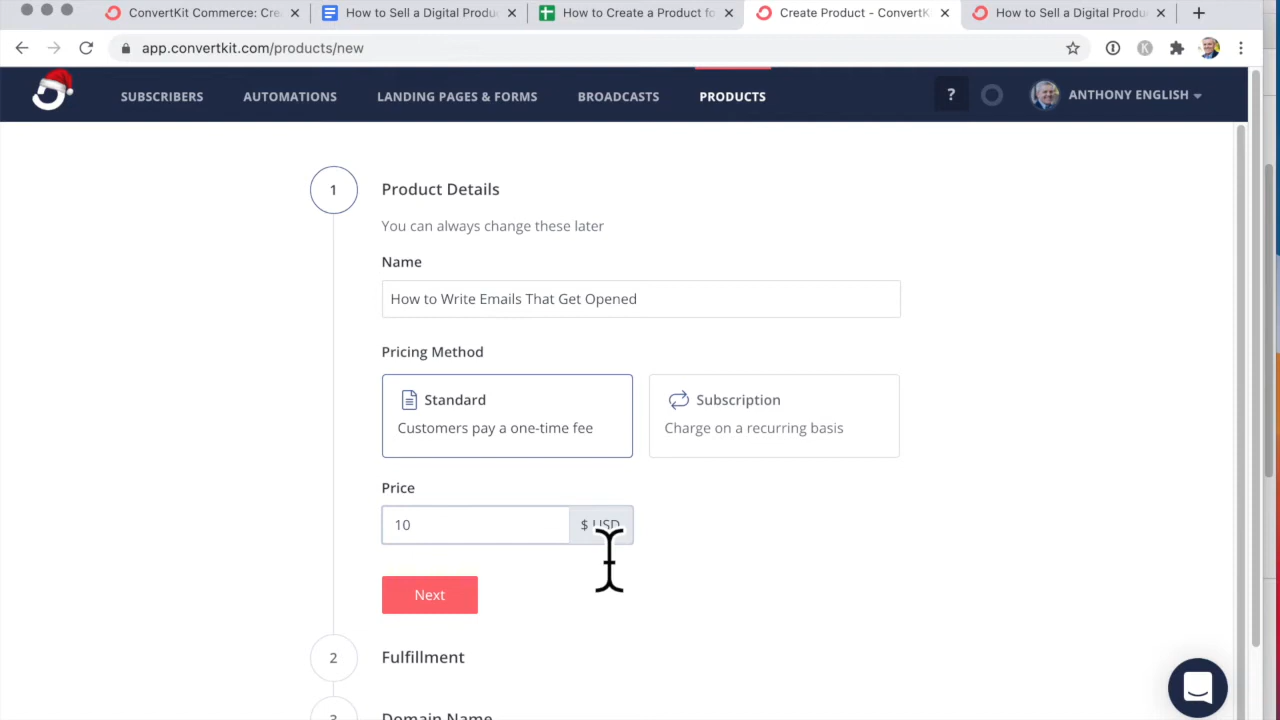 ConvertKit Commerce: Cre
How to Sell a Digital Produc
How to Create a Product fo
Create Product - ConvertK
How to Sell a Digital Produ
app.convertkit.com/products/new
K
SUBSCRIBERS
AUTOMATIONS
LANDING PAGES & FORMS
BROADCASTS
PRODUCTS
?
ANTHONY ENGLISH
1
Product Details
You can always change these later
Name
How to Write Emails That Get Opened
Pricing Method
Standard
Customers pay a one-time fee
Subscription
Charge on a recurring basis
Price
10
$ USD
Next
2
Fulfillment
3
Domain Name